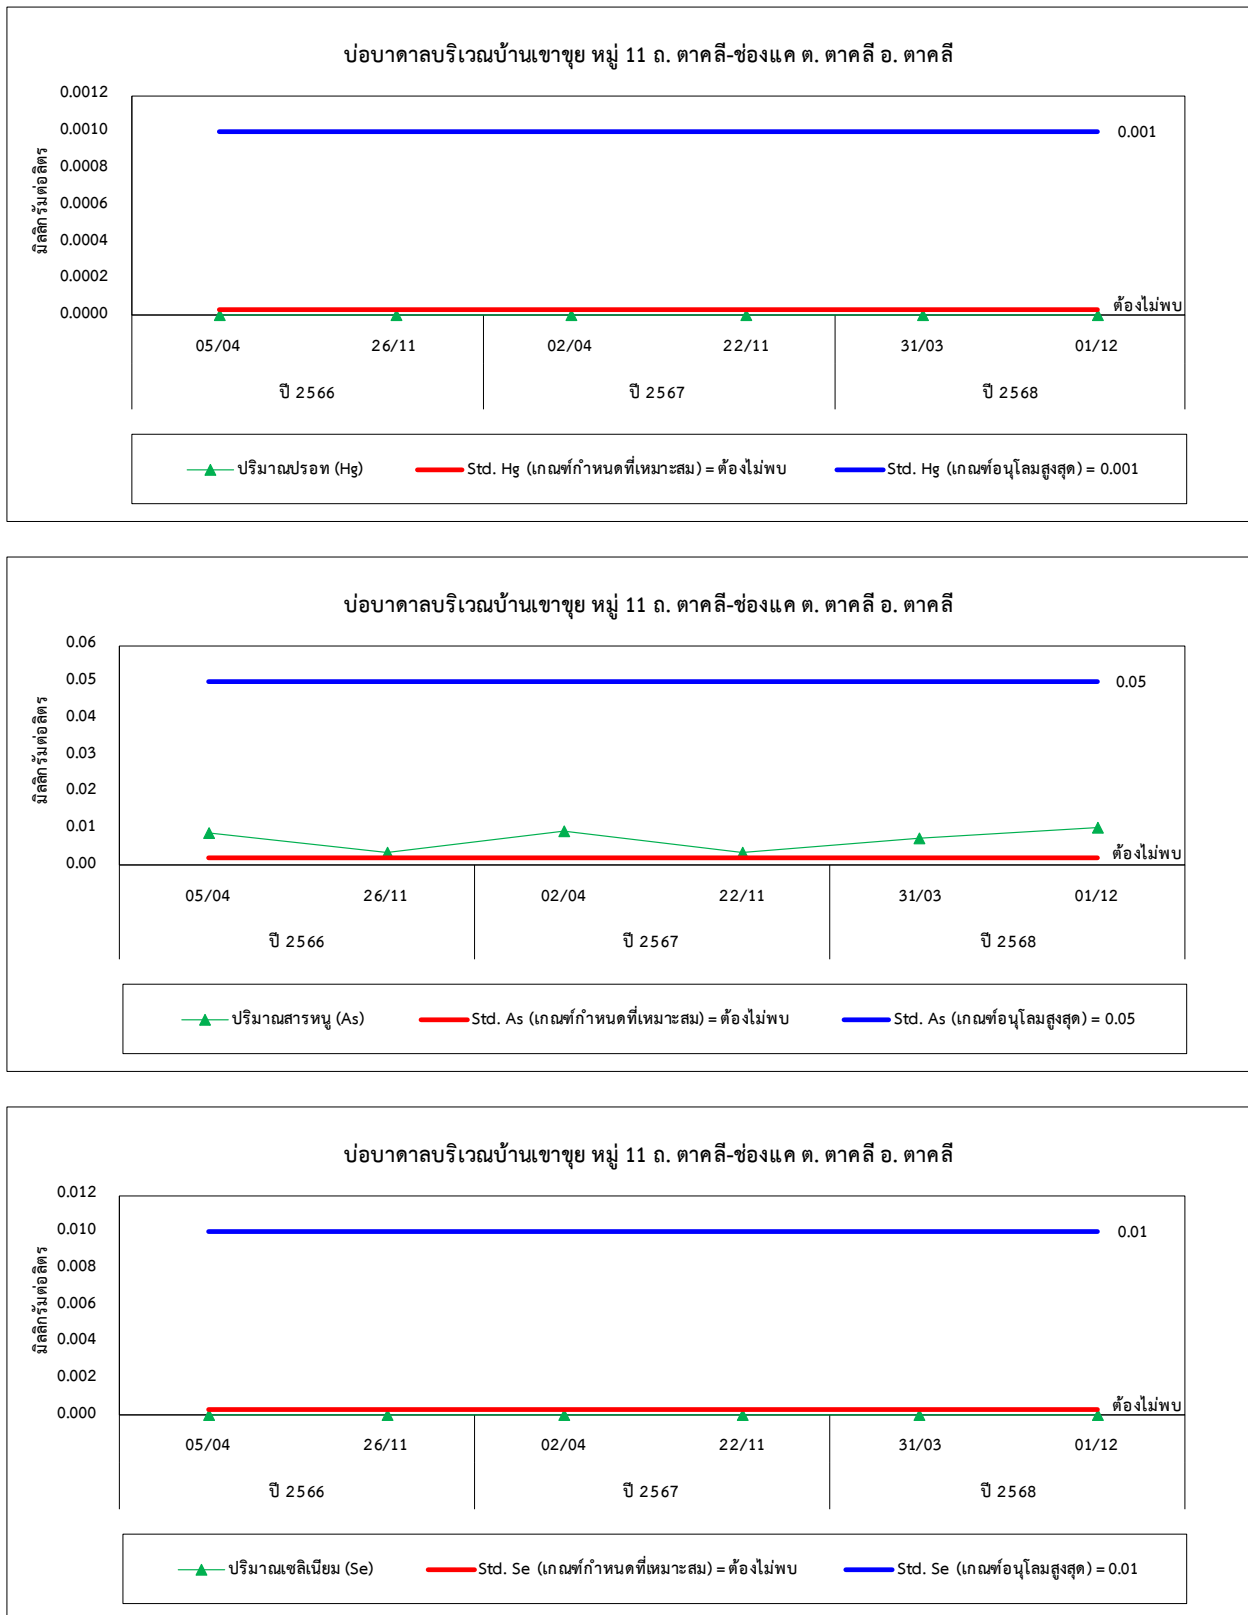 บ่อบาดาลบริเวณบ้านเขาขุย หมู่ 11 ถ. ตาคลี-ช่องแค ต. ตาคลี อ. ตาคลี
มิลลิกรัมต่อลิตร
0.0012
0.0010
0.0008
0.0006
0.0004
0.0002
0.0000
0.001
ต้องไม่พบ
05/04 26/11 02/04 22/11 31/03 01/12
ปี 2566 ปี 2567 ปี 2568
ปริมาณปรอท (Hg) Std. Hg (เกณฑ์กำหนดที่เหมาะสม) = ต้องไม่พบ Std. Hg (เกณฑ์อนุโลมสูงสุด) = 0.001
บ่อบาดาลบริเวณบ้านเขาขุย หมู่ 11 ถ. ตาคลี-ช่องแค ต. ตาคลี อ. ตาคลี
มิลลิกรัมต่อลิตร
0.06
0.05
0.04
0.03
0.02
0.01
0.00
0.05
ต้องไม่พบ
05/04 26/11 02/04 22/11 31/03 01/12
ปี 2566 ปี 2567 ปี 2568
ปริมาณสารหนู (As) Std. As (เกณฑ์กำหนดที่เหมาะสม) = ต้องไม่พบ Std. As (เกณฑ์อนุโลมสูงสุด) = 0.05
บ่อบาดาลบริเวณบ้านเขาขุย หมู่ 11 ถ. ตาคลี-ช่องแค ต. ตาคลี อ. ตาคลี
มิลลิกรัมต่อลิตร
0.012
0.010
0.008
0.006
0.004
0.002
0.000
0.01
ต้องไม่พบ
05/04 26/11 02/04 22/11 31/03 01/12
ปี 2566 ปี 2567 ปี 2568
ปริมาณเซลิเนียม (Se) Std. Se (เกณฑ์กำหนดที่เหมาะสม) = ต้องไม่พบ Std. Se (เกณฑ์อนุโลมสูงสุด) = 0.01